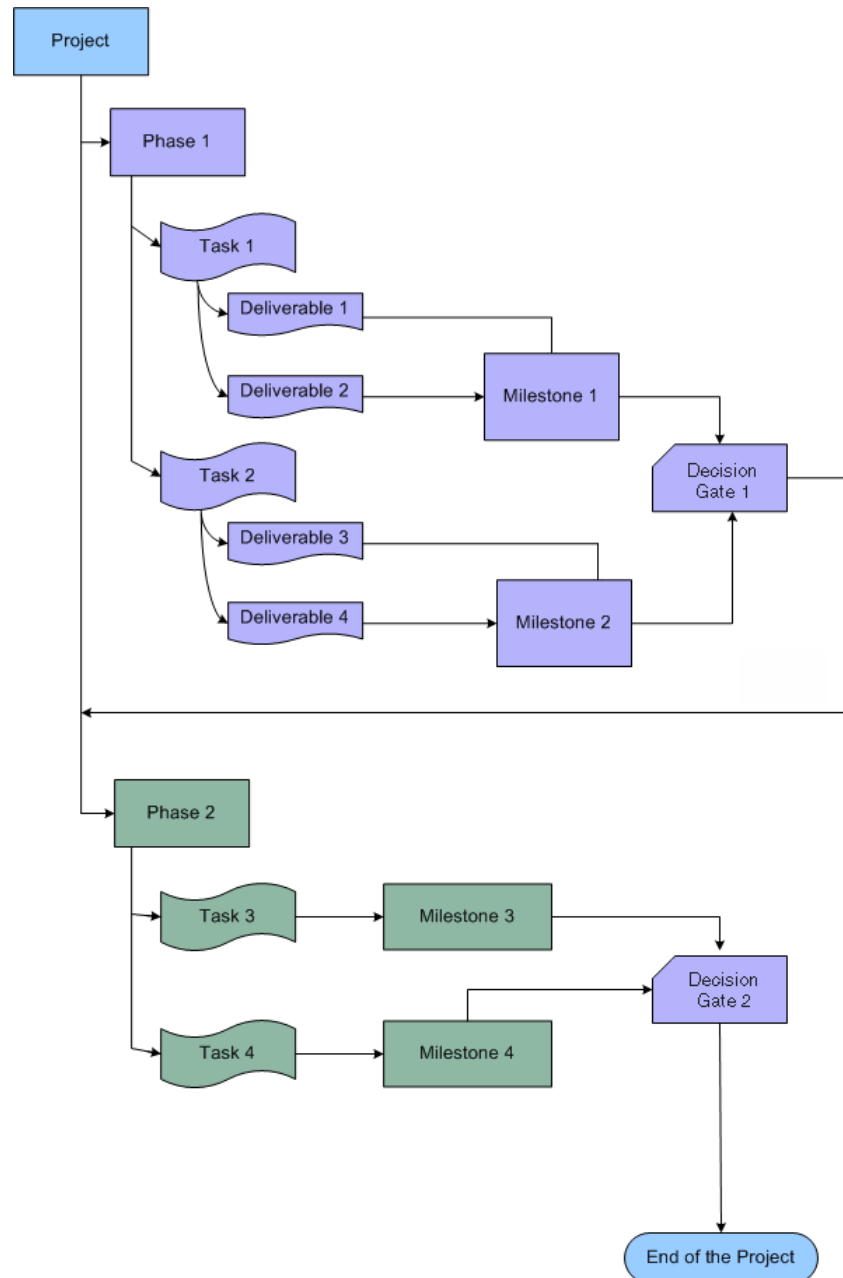 Project
Phase 1
Task 1
Deliverable 1
Deliverable 2
Milestone 1
Decision
Gate 1
Task 2
Deliverable 3
Deliverable 4
Milestone 2
Phase 2
Task 3
Milestone 3
Decision
Gate 2
Task 4
Milestone 4
End of the Project